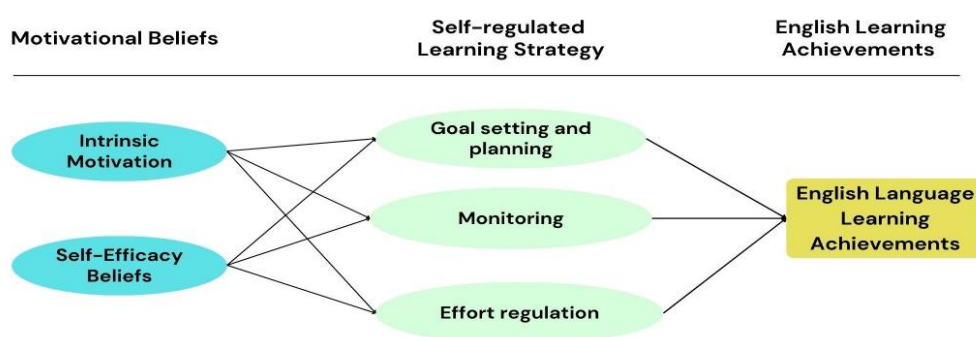 Motivational Beliefs
Self-regulated
Learning Strategy
English Learning
Achievements
Intrinsic
Motivation
Self-Efficacy
Beliefs
Goal setting and
planning
Monitoring
Effort regulation
English Language
Learning
Achievements